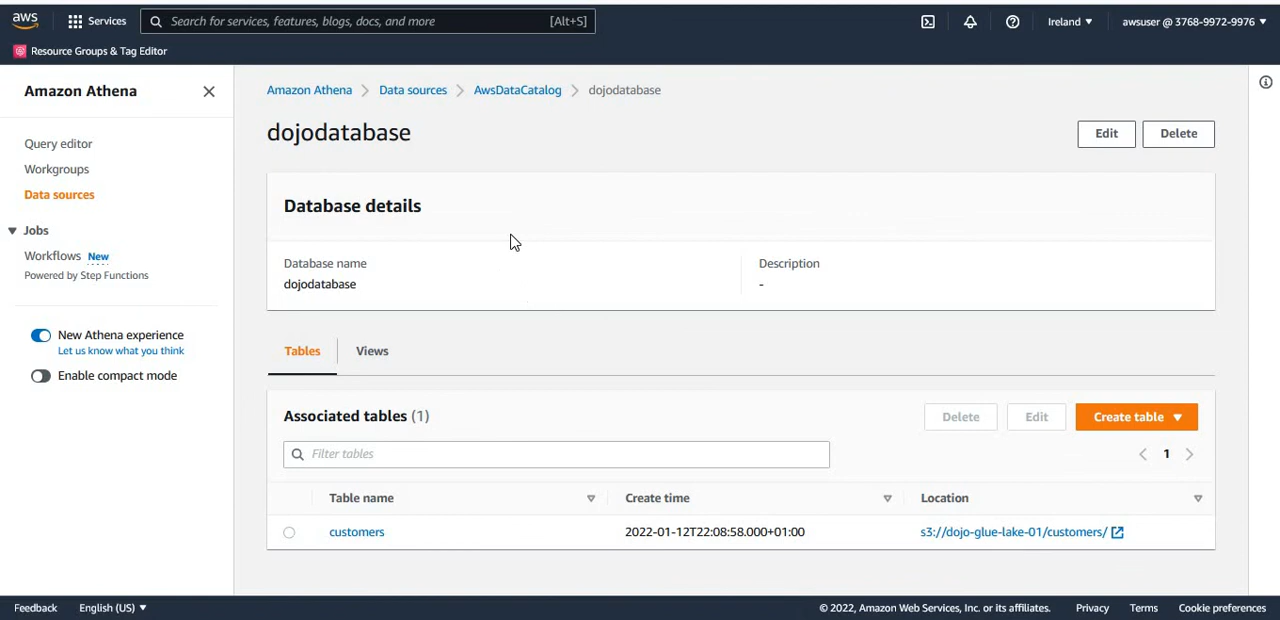 aws Services Search for services, features, blogs, docs, and more [Alt+S] Ireland ▼ awsuser @ 3768-9972-9976 ▼
Resource Groups & Tag Editor
Amazon Athena
Query editor
Workgroups
Data sources
▼ Jobs
Workflows New
Powered by Step Functions
New Athena experience
Let us know what you think
Enable compact mode
Amazon Athena > Data sources > AwsDataCatalog > dojodatabase
dojodatabase Edit Delete
Database details
Database name Description
dojodatabase -
Tables Views
Associated tables (1) Delete Edit Create table ▼
Filter tables < 1 >
Table name Create time Location
customers 2022-01-12T22:08:58.000+01:00 s3://dojo-glue-lake-01/customers/
Feedback English (US) ▼ © 2022, Amazon Web Services, Inc. or its affiliates. Privacy Terms Cookie preferences